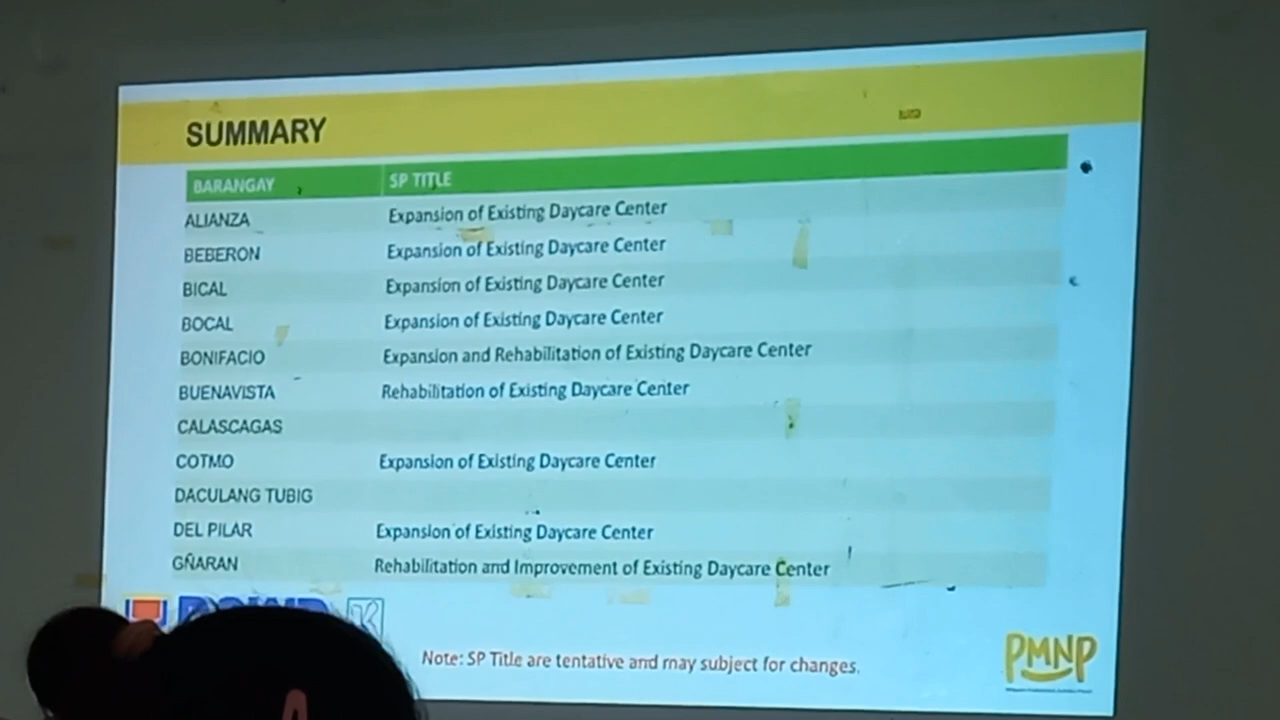 SUMMARY
BARANGAY SP TITLE
ALIANZA Expansion of Existing Daycare Center
BEBERON Expansion of Existing Daycare Center
BICAL Expansion of Existing Daycare Center
BOCAL Expansion of Existing Daycare Center
BONIFACIO Expansion and Rehabilitation of Existing Daycare Center
BUENAVISTA Rehabilitation of Existing Daycare Center
CALASCAGAS
COTMO Expansion of Existing Daycare Center
DACULANG TUBIG
DEL PILAR Expansion of Existing Daycare Center
GÑARAN Rehabilitation and Improvement of Existing Daycare Center
Note: SP Title are tentative and may subject for changes.
PMNP